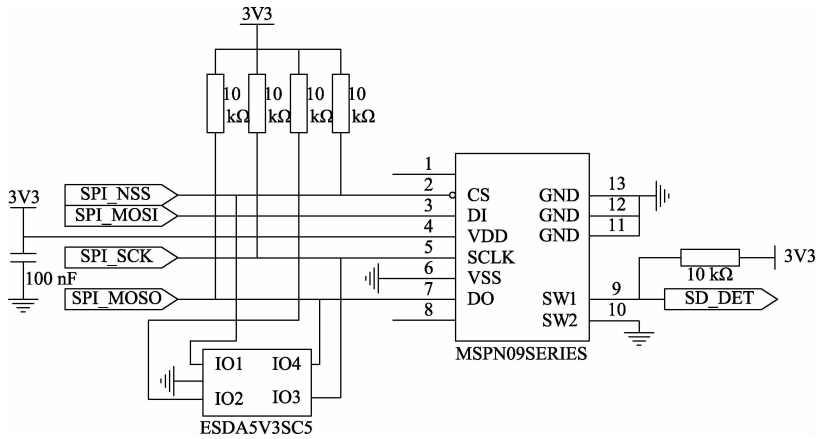 3V3
10 kΩ
10 kΩ
10 kΩ
10 kΩ
1
2
3
4
5
6
7
8
SPI_NSS
SPI_MOSI
3V3
SPI_SCK
100 nF
SPI_MOSO
CS
DI
VDD
SCLK
VSS
DO
GND
GND
GND
SW1
SW2
13
12
11
9
10
10 kΩ
3V3
SD_DET
MSPN09SERIES
IO1
IO4
IO2
IO3
ESDA5V3SC5